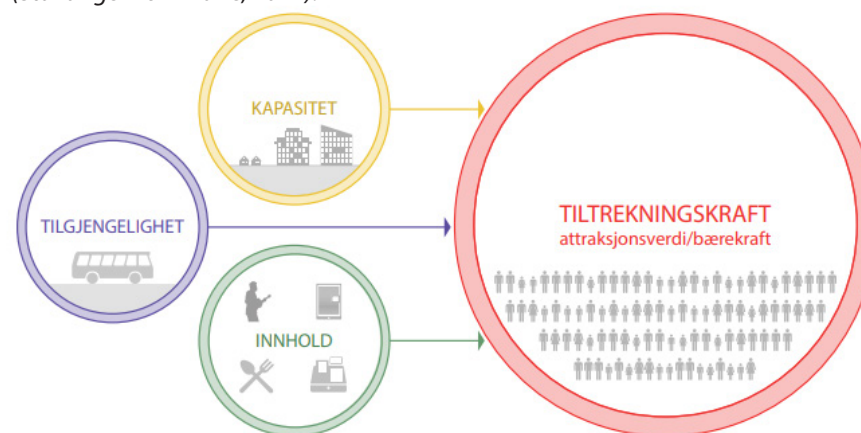 KAPASITET
TILGJENGELIGHET
INNHOLD
TILTREKNINGSKRAFT
attraksjonsverdi/bærekraft